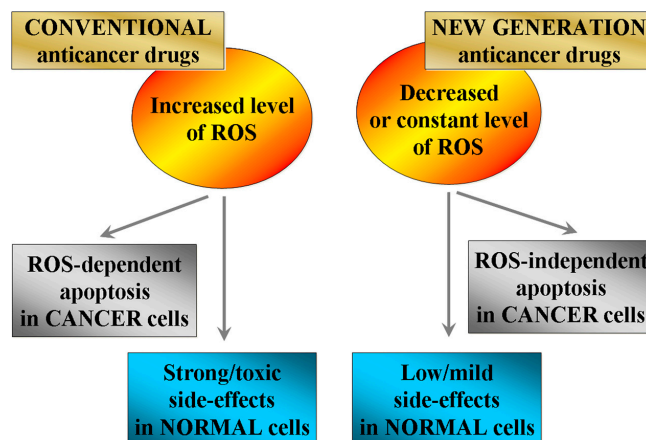 CONVENTIONAL
anticancer drugs
Increased level
of ROS
ROS-dependent
apoptosis
in CANCER cells
Strong/toxic
side-effects
in NORMAL cells
NEW GENERATION
anticancer drugs
Decreased
or constant level
of ROS
ROS-independent
apoptosis
in CANCER cells
Low/mild
side-effects
in NORMAL cells